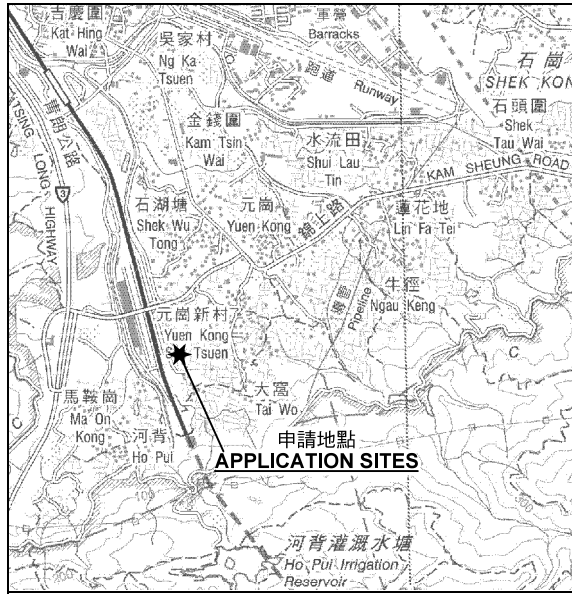 吉慶圍
Kat Hing
Wai
吳家村
Ng Ka
Tsuen
軍營
Barracks
跑道
Runway
石崗
SHEK KON
石頭圍
Shek
Tau Wai
金錢圍
Kam Tsin
Wai
水流田
Shui Lau
Tin
KAM SHEUNG ROAD
錦上路
青朗公路
TSING LONG HIGHWAY
3
石湖塘
Shek Wu
Tong
元崗
Yuen Kong
蓮花地
Lin Fa Tei
牛徑
Ngau Keng
導管
Pipeline
元崗新村
Yuen Kong
Tsuen
C
大窩
Tai Wo
馬鞍崗
Ma On
Kong
C
河背
Ho Pui
申請地點
APPLICATION SITES
河背灌溉水塘
Ho Pui Irrigation
Reservoir